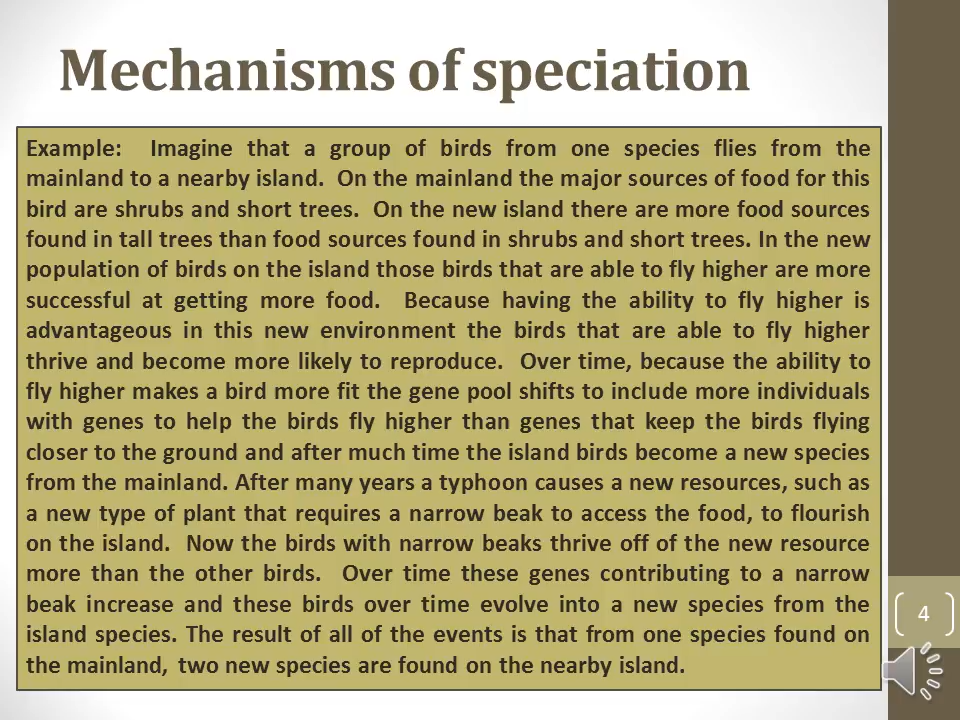 Mechanisms of speciation
Example: Imagine that a group of birds from one species flies from the
mainland to a nearby island. On the mainland the major sources of food for this
bird are shrubs and short trees. On the new island there are more food sources
found in tall trees than food sources found in shrubs and short trees. In the new
population of birds on the island those birds that are able to fly higher are more
successful at getting more food. Because having the ability to fly higher is
advantageous in this new environment the birds that are able to fly higher
thrive and become more likely to reproduce. Over time, because the ability to
fly higher makes a bird more fit the gene pool shifts to include more individuals
with genes to help the birds fly higher than genes that keep the birds flying
closer to the ground and after much time the island birds become a new species
from the mainland. After many years a typhoon causes a new resources, such as
a new type of plant that requires a narrow beak to access the food, to flourish
on the island. Now the birds with narrow beaks thrive off of the new resource
more than the other birds. Over time these genes contributing to a narrow
beak increase and these birds over time evolve into a new species from the
island species. The result of all of the events is that from one species found on
the mainland, two new species are found on the nearby island.
4